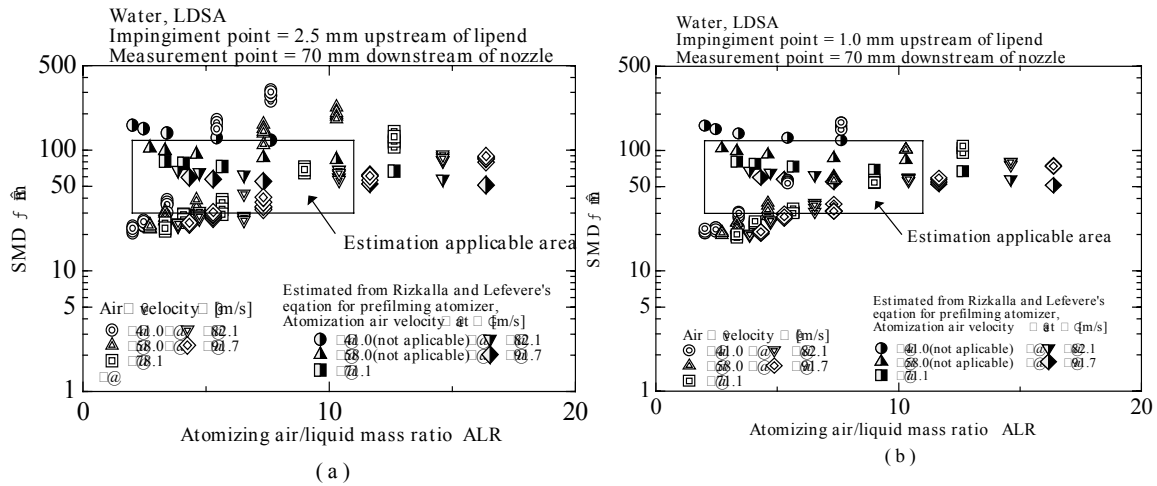 Water, LDSA
Impingiment point = 2.5 mm upstream of lipend
Measurement point = 70 mm downstream of nozzle
500
100
50
10
5
1
0
10
20
SMD
Estimation applicable area
Air velocity [m/s]
41.0
82.1
58.0
91.7
78.1
Estimated from Rizkalla and Lefevere's
eqation for prefilming atomizer,
Atomization air velocity at [m/s]
41.0(not aplicable)
82.1
58.0(not aplicable)
91.7
71.1
Atomizing air/liquid mass ratio ALR
(a)
Water, LDSA
Impingiment point = 1.0 mm upstream of lipend
Measurement point = 70 mm downstream of nozzle
500
100
50
10
5
1
0
10
20
SMD
Estimation applicable area
Air velocity [m/s]
41.0
82.1
58.0
91.7
71.1
Estimated from Rizkalla and Lefevere's
eqation for prefilming atomizer,
Atomization air velocity at [m/s]
41.0(not aplicable)
82.1
58.0(not aplicable)
91.7
71.1
Atomizing air/liquid mass ratio ALR
(b)